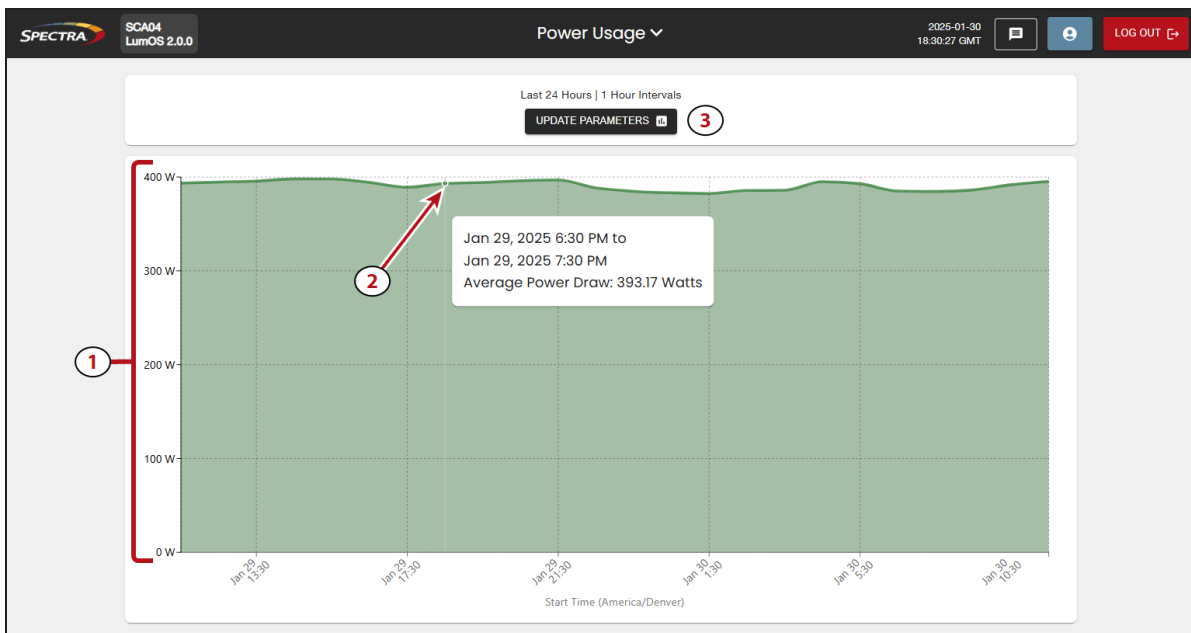 SPECTRA
SCA04
LumOS 2.0.0
Power Usage
2025-01-30
18:30:27 GMT
LOG OUT
Last 24 Hours | 1 Hour Intervals
UPDATE PARAMETERS
3
400 W
300 W
200 W
100 W
0 W
1
2
Jan 29, 2025 6:30 PM to
Jan 29, 2025 7:30 PM
Average Power Draw: 393.17 Watts
Jan 29
13:30
Jan 29
17:30
Jan 29
21:30
Jan 30
1:30
Jan 30
5:30
Jan 30
10:30
Start Time (America/Denver)